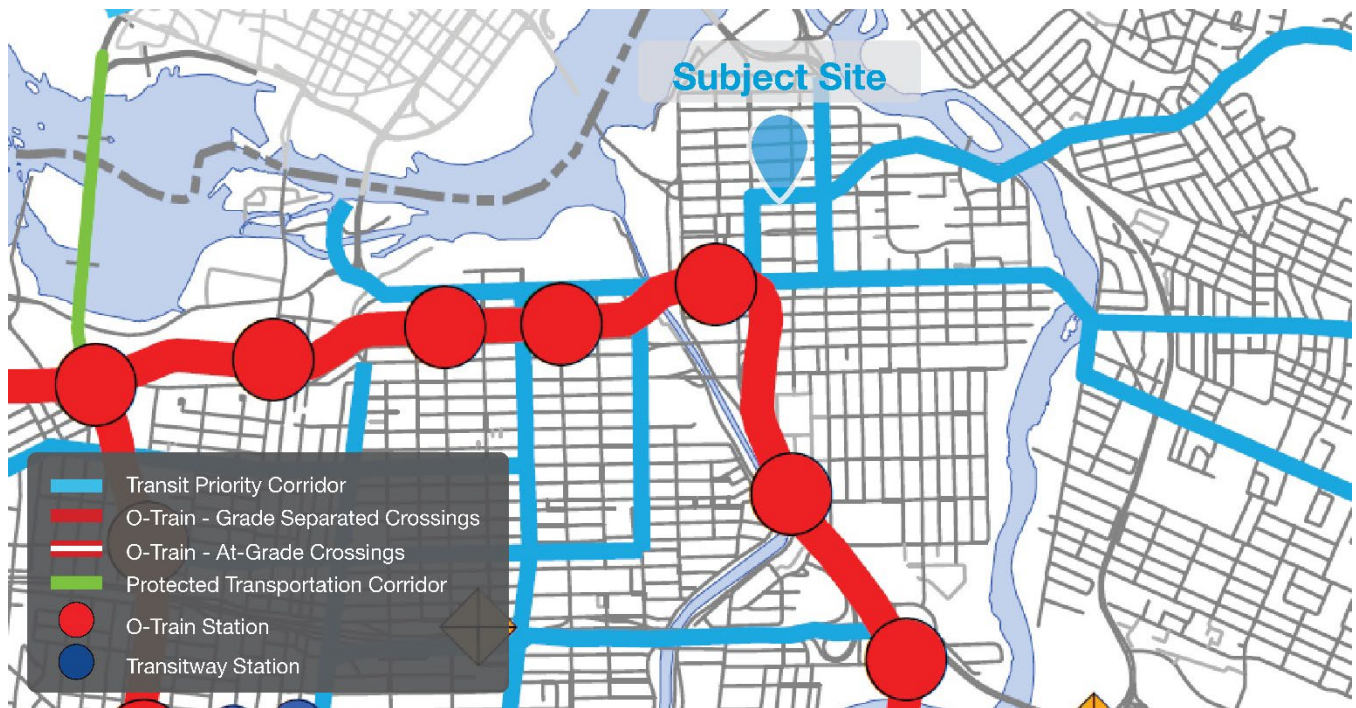 Subject Site
Transit Priority Corridor
O-Train - Grade Separated Crossings
O-Train - At-Grade Crossings
Protected Transportation Corridor
O-Train Station
Transitway Station